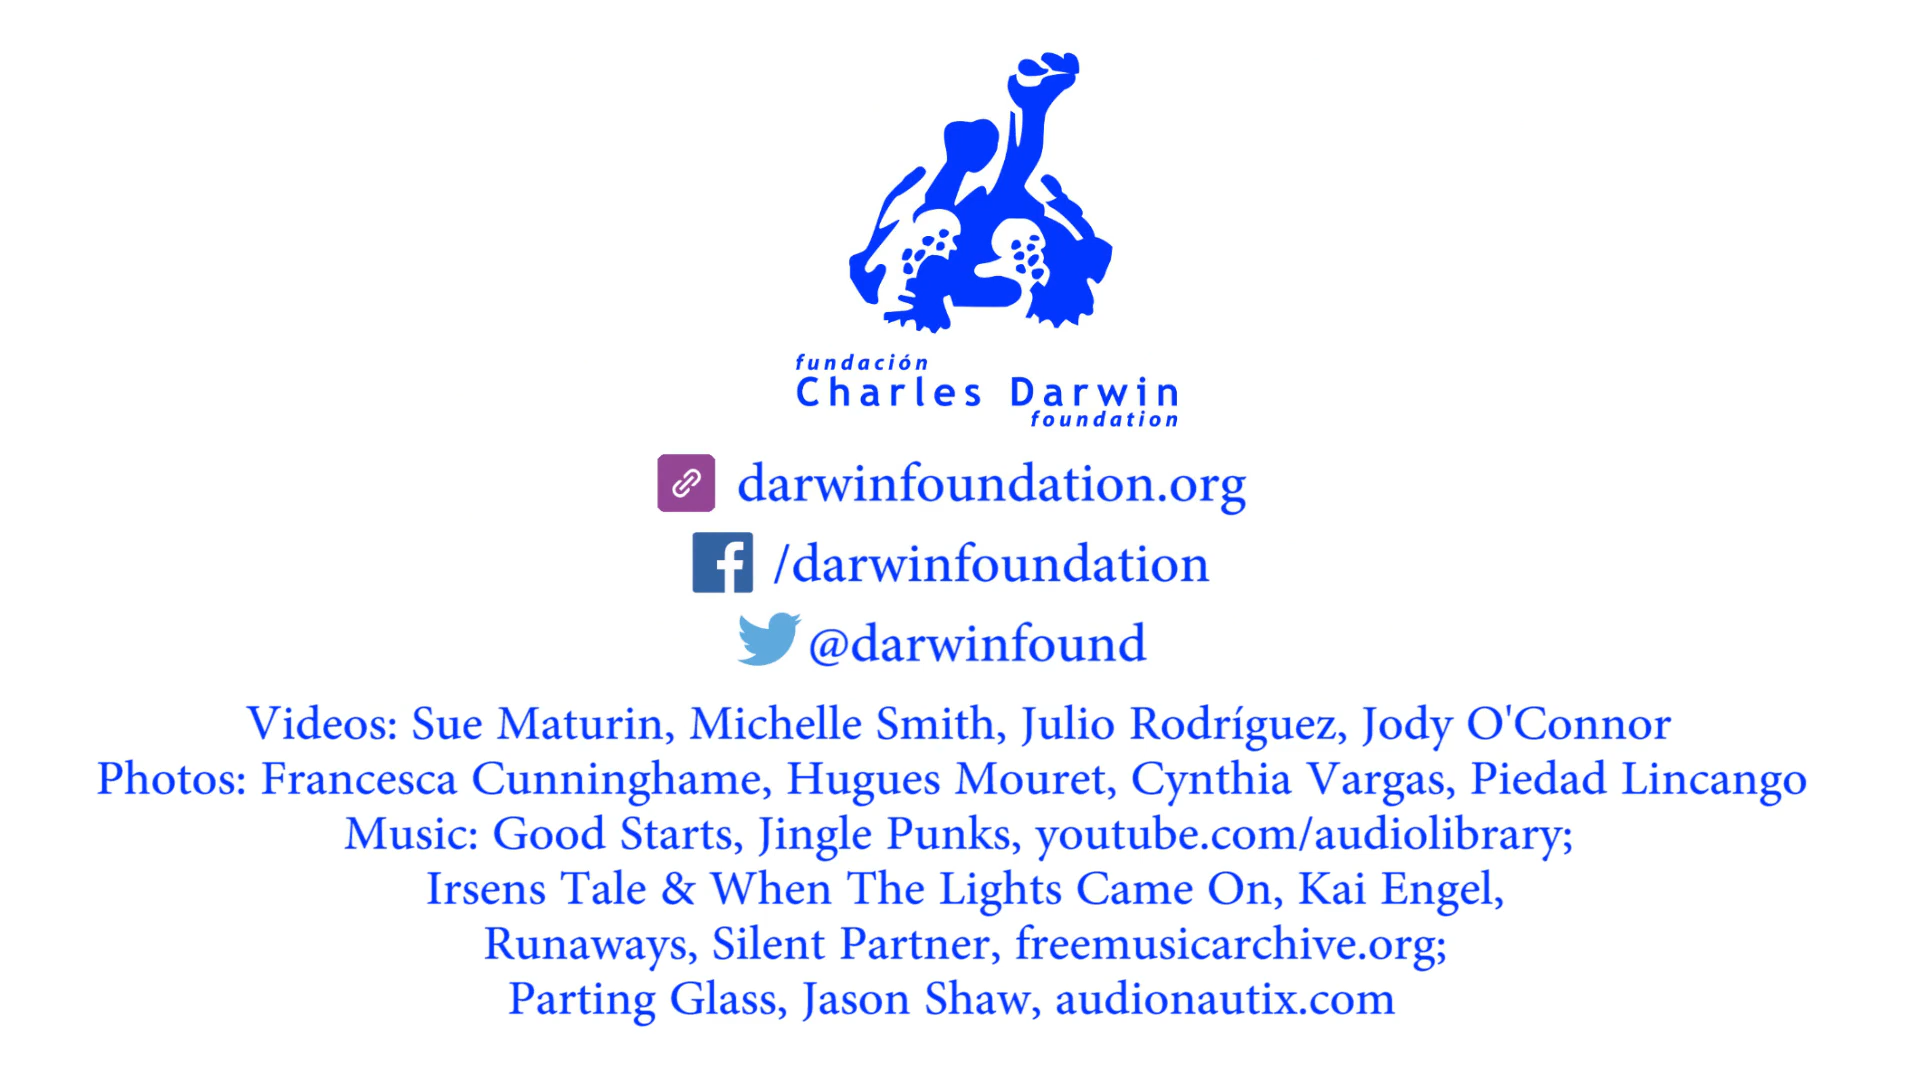 fundación
Charles Darwin
foundation
darwinfoundation.org
/darwinfoundation
@darwinfound
Videos: Sue Maturin, Michelle Smith, Julio Rodríguez, Jody O'Connor
Photos: Francesca Cunninghame, Hugues Mouret, Cynthia Vargas, Piedad Lincango
Music: Good Starts, Jingle Punks, youtube.com/audiolibrary;
Irsens Tale & When The Lights Came On, Kai Engel,
Runaways, Silent Partner, freemusicarchive.org;
Parting Glass, Jason Shaw, audionautix.com